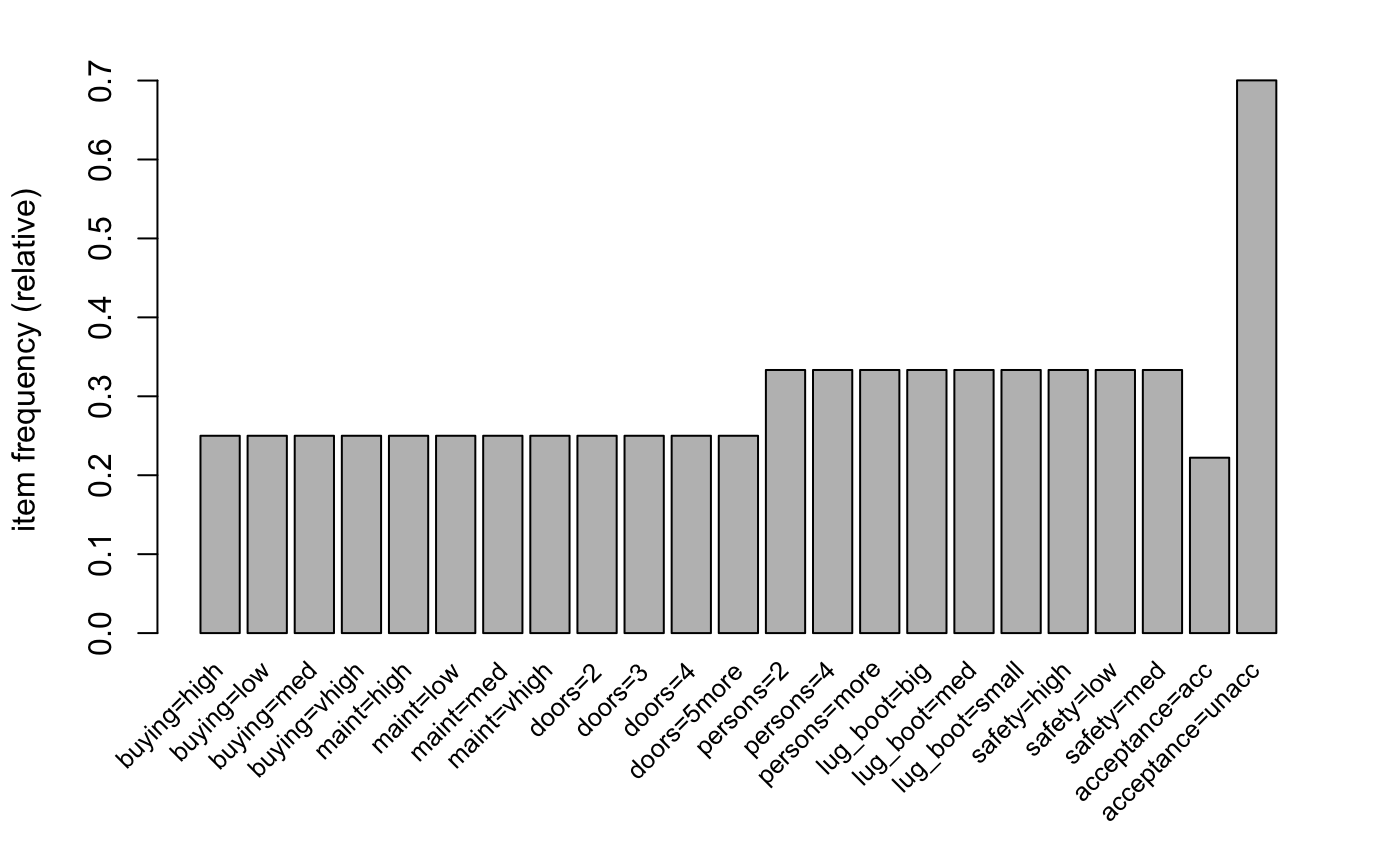 item frequency (relative)
0.7
0.6
0.5
0.4
0.3
0.2
0.1
0.0
buying=high
buying=low
buying=med
buying=vhigh
maint=high
maint=low
maint=med
maint=vhigh
doors=2
doors=3
doors=4
doors=5more
persons=2
persons=4
persons=more
lug_boot=big
lug_boot=med
lug_boot=small
safety=high
safety=low
safety=med
acceptance=acc
acceptance=unacc